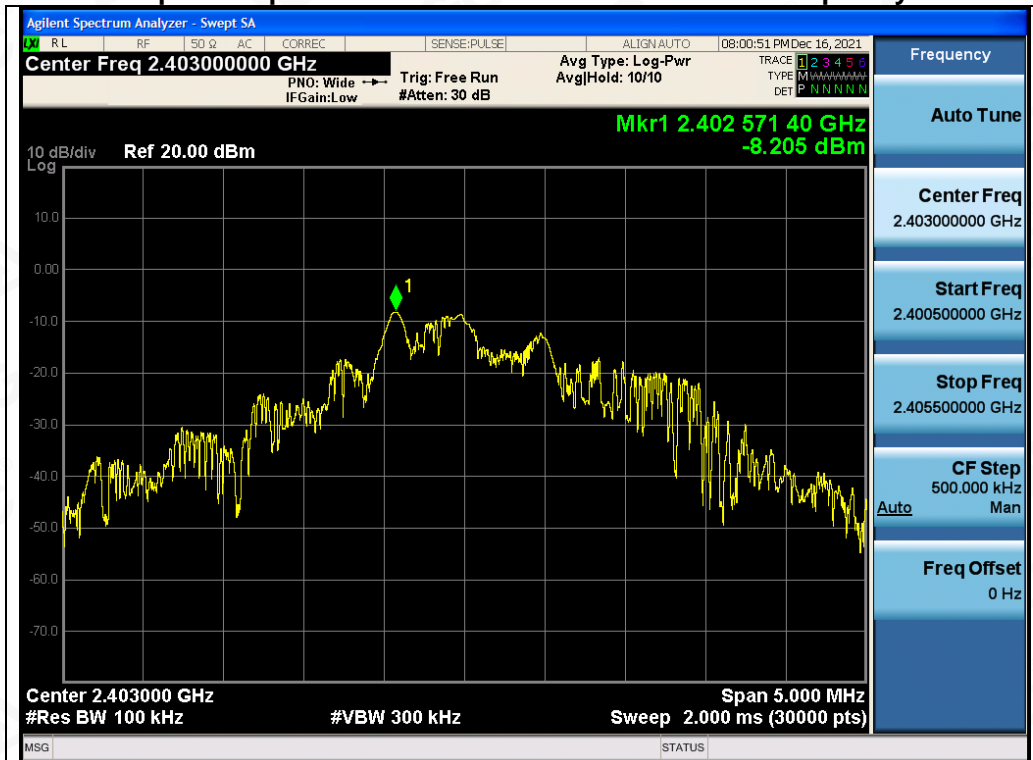 Agilent Spectrum Analyzer - Swept SA
LXI RL RF 50 Ω AC CORREC SENSE:PULSE ALIGN AUTO 08:00:51 PM Dec 16, 2021
Center Freq 2.403000000 GHz
PNO: Wide
IFGain:Low
Trig: Free Run
#Atten: 30 dB
Avg Type: Log-Pwr
Avg|Hold: 10/10
TRACE 1 2 3 4 5 6
TYPE MWWWWW
DET P N N N N N
Mkr1 2.402 571 40 GHz
-8.205 dBm
10 dB/div Ref 20.00 dBm
Log
10.0
0.00
-10.0
-20.0
-30.0
-40.0
-50.0
-60.0
-70.0
1
Center 2.403000 GHz
Span 5.000 MHz
#Res BW 100 kHz
#VBW 300 kHz
Sweep 2.000 ms (30000 pts)
MSG
STATUS
Frequency
Auto Tune
Center Freq
2.403000000 GHz
Start Freq
2.400500000 GHz
Stop Freq
2.405500000 GHz
CF Step
500.000 kHz
Auto Man
Freq Offset
0 Hz